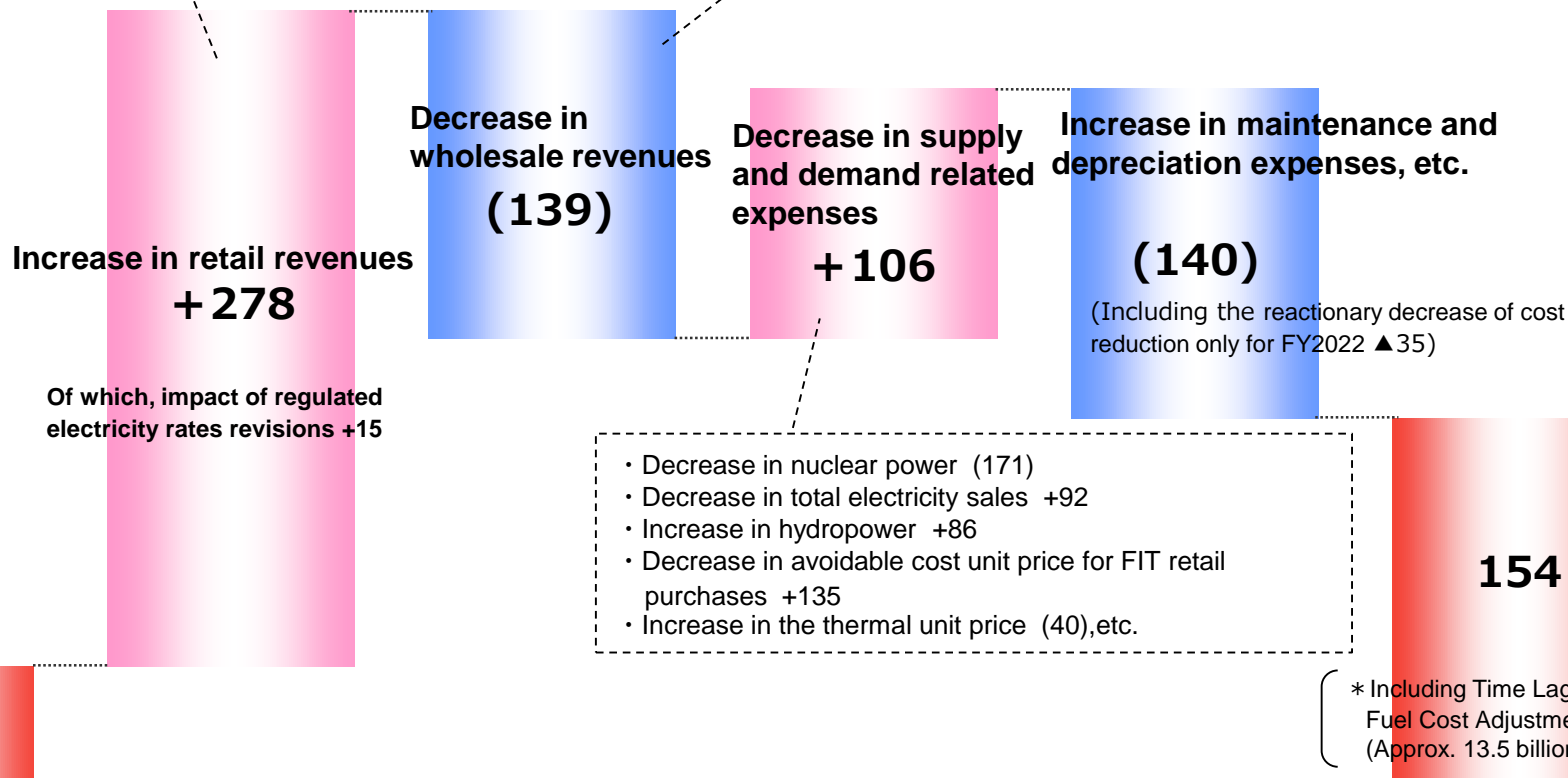 Increase in retail revenues
+278
Of which, impact of regulated
electricity rates revisions +15
Decrease in
wholesale revenues
(139)
Decrease in supply
and demand related
expenses
+106
Increase in maintenance and
depreciation expenses, etc.
(140)
(Including the reactionary decrease of cost
reduction only for FY2022 ▲35)
・Decrease in nuclear power (171)
・Decrease in total electricity sales +92
・Increase in hydropower +86
・Decrease in avoidable cost unit price for FIT retail
purchases +135
・Increase in the thermal unit price (40),etc.
154
＊Including Time Lag
Fuel Cost
(Approx. 13.5 billion